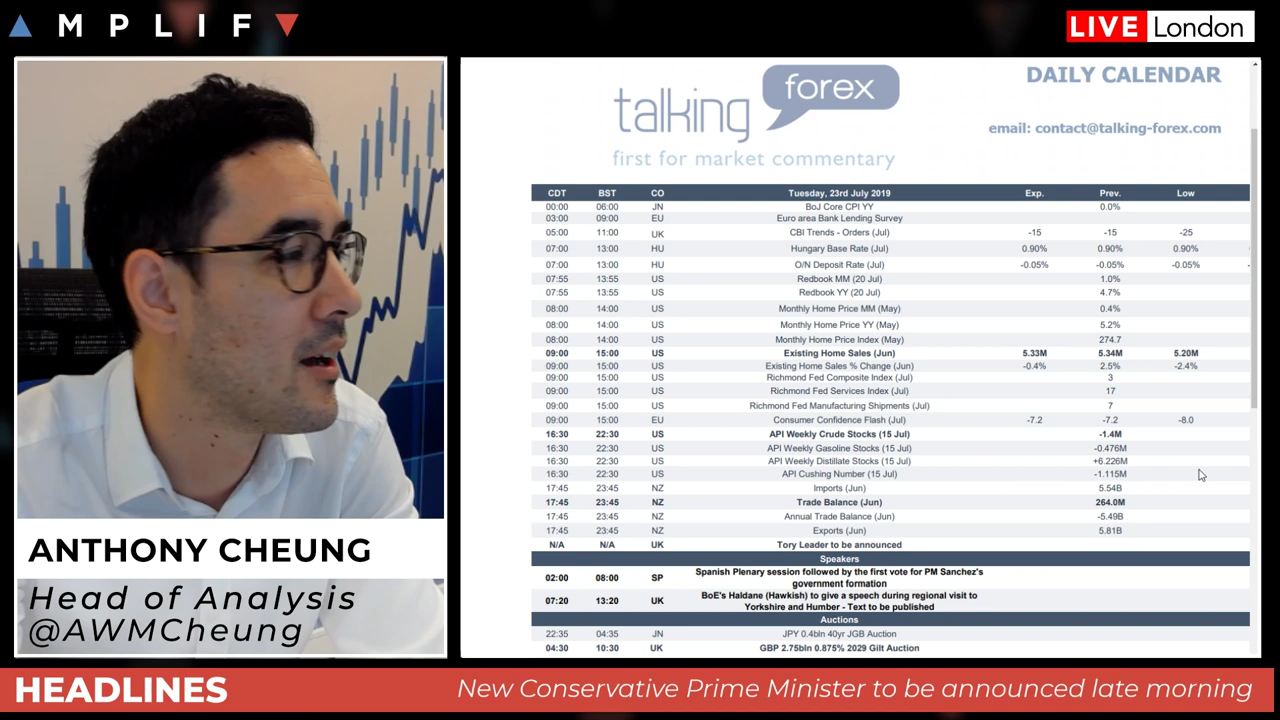 ▲ M P L I F ▼
LIVE London
talking forex
first for market commentary
DAILY CALENDAR
email: contact@talking-forex.com
CDT BST CO Tuesday, 23rd July 2019 Exp. Prev. Low
00:00 06:00 JN BoJ Core CPI YY 0.0%
03:00 09:00 EU Euro area Bank Lending Survey
05:00 11:00 UK CBI Trends - Orders (Jul) -15 -15 -25
07:00 13:00 HU Hungary Base Rate (Jul) 0.90% 0.90% 0.90%
07:00 13:00 HU O/N Deposit Rate (Jul) -0.05% -0.05% -0.05% -
07:55 13:55 US Redbook MM (20 Jul) 1.0%
07:55 13:55 US Redbook YY (20 Jul) 4.7%
08:00 14:00 US Monthly Home Price MM (May) 0.4%
08:00 14:00 US Monthly Home Price YY (May) 5.2%
08:00 14:00 US Monthly Home Price Index (May) 274.7
09:00 15:00 US Existing Home Sales (Jun) 5.33M 5.34M 5.20M
09:00 15:00 US Existing Home Sales % Change (Jun) -0.4% 2.5% -2.4%
09:00 15:00 US Richmond Fed Composite Index (Jul) 3
09:00 15:00 US Richmond Fed Services Index (Jul) 17
09:00 15:00 US Richmond Fed Manufacturing Shipments (Jul) 7
09:00 15:00 EU Consumer Confidence Flash (Jul) -7.2 -7.2 -8.0
16:30 22:30 US API Weekly Crude Stocks (15 Jul) -1.4M
16:30 22:30 US API Weekly Gasoline Stocks (15 Jul) -0.476M
16:30 22:30 US API Weekly Distillate Stocks (15 Jul) +6.226M
16:30 22:30 US API Cushing Number (15 Jul) -1.115M
17:45 23:45 NZ Imports (Jun) 5.54B
17:45 23:45 NZ Trade Balance (Jun) 264.0M
17:45 23:45 NZ Annual Trade Balance (Jun) -5.49B
17:45 23:45 NZ Exports (Jun) 5.81B
N/A N/A UK Tory Leader to be announced
Speakers
02:00 08:00 SP Spanish Plenary session followed by the first vote for PM Sanchez's
government formation
07:20 13:20 UK BoE's Haldane (Hawkish) to give a speech during regional visit to
Yorkshire and Humber - Text to be published
Auctions
22:35 04:35 JN JPY 0.4bln 40yr JGB Auction
04:30 10:30 UK GBP 2.75bln 0.875% 2029 Gilt Auction
ANTHONY CHEUNG
Head of Analysis
@AWMCheung
HEADLINES
New Conservative Prime Minister to be announced late morning